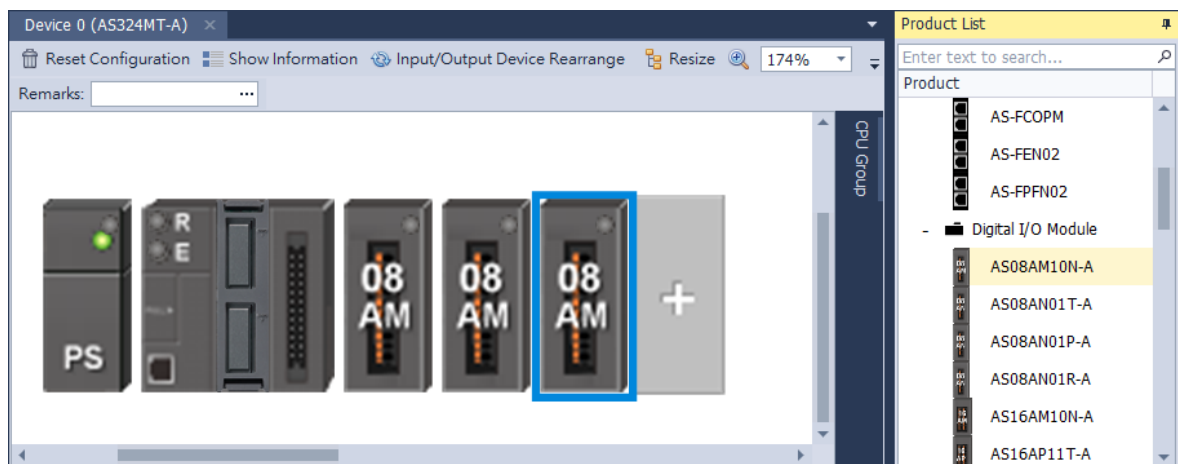 Device 0 (AS324MT-A) ×
Reset Configuration Show Information Input/Output Device Rearrange Resize 174%
Remarks: ...
R
E
PS
08
AM
08
AM
08
AM
+
CPU Group
Product List
Enter text to search...
Product
AS-FCOPM
AS-FEN02
AS-FPFN02
- Digital I/O Module
AS08AM10N-A
AS08AN01T-A
AS08AN01P-A
AS08AN01R-A
AS16AM10N-A
AS16AP11T-A